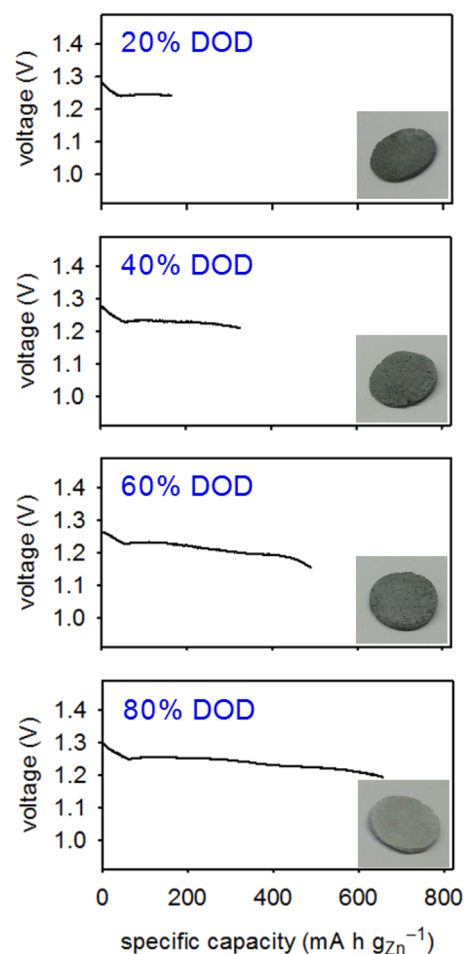 20% DOD
voltage (V)
1.4
1.3
1.2
1.1
1.0
40% DOD
voltage (V)
1.4
1.3
1.2
1.1
1.0
60% DOD
voltage (V)
1.4
1.3
1.2
1.1
1.0
80% DOD
voltage (V)
1.4
1.3
1.2
1.1
1.0
0 200 400 600 800
specific capacity (mA h gZn⁻¹)